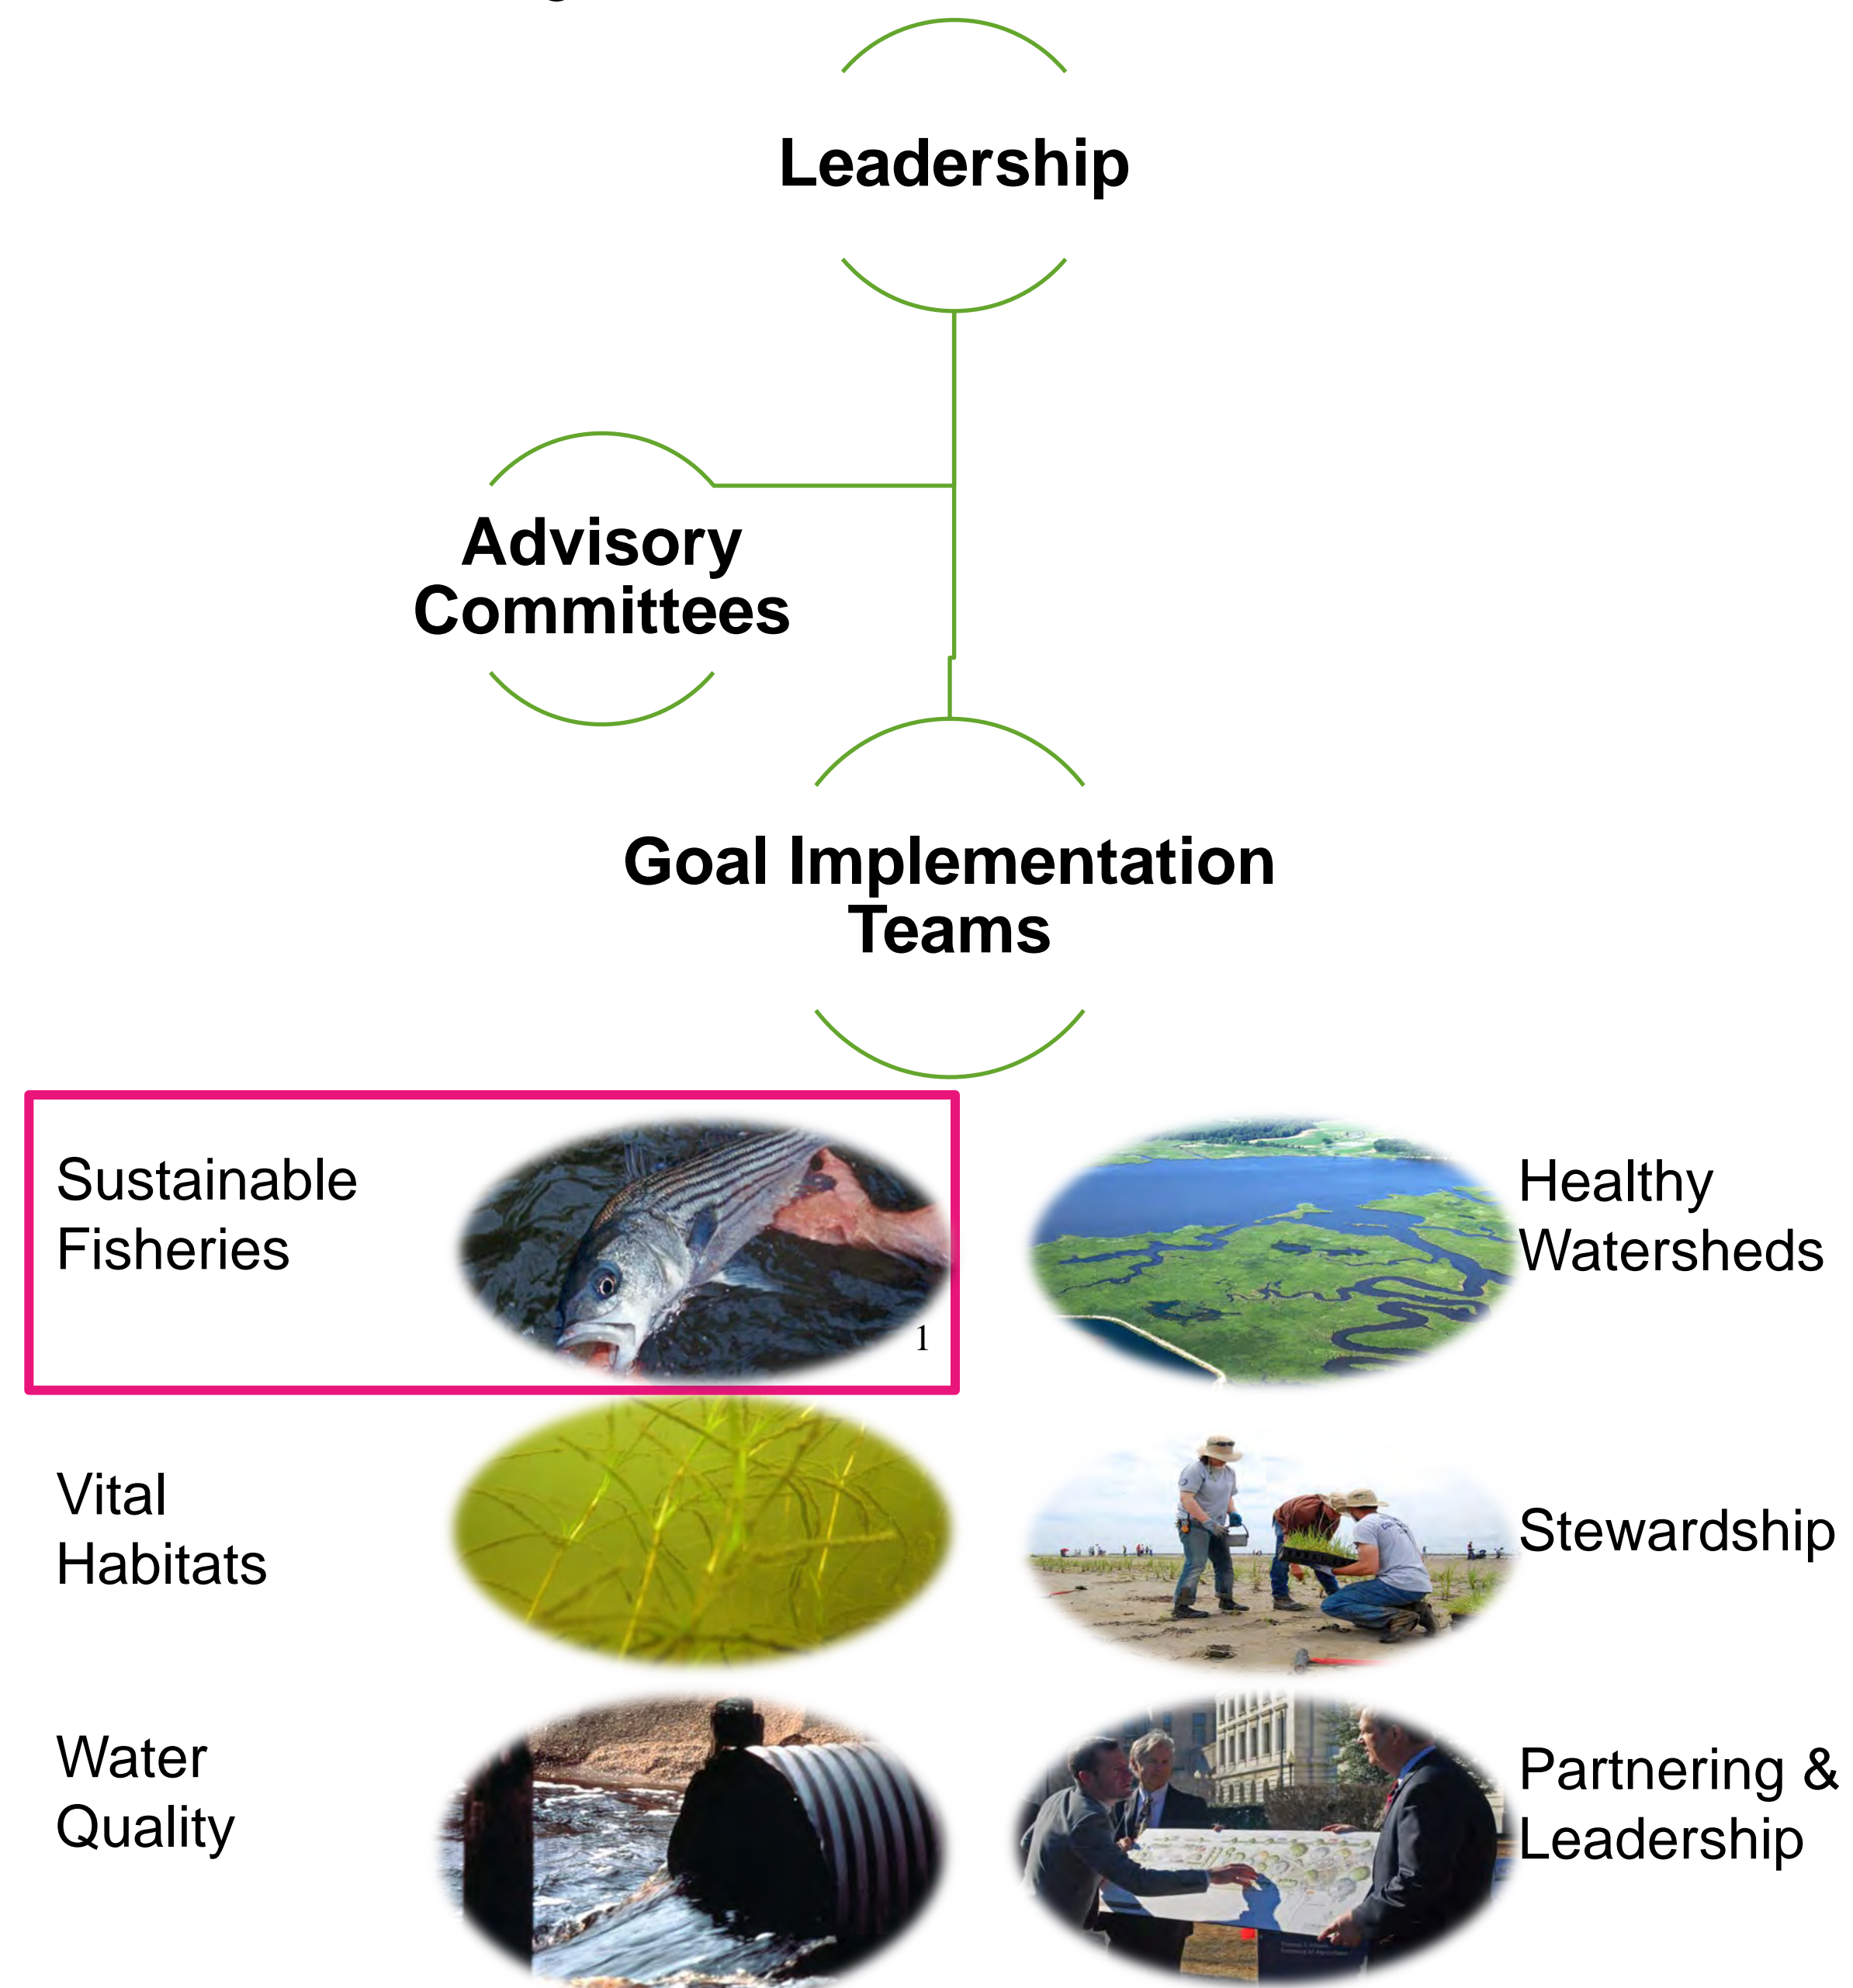 Leadership
Advisory
Committees
Goal Implementation
Teams
Sustainable
Fisheries
1
Healthy
Watersheds
Vital
Habitats
Stewardship
Water
Quality
Partnering &
Leadership